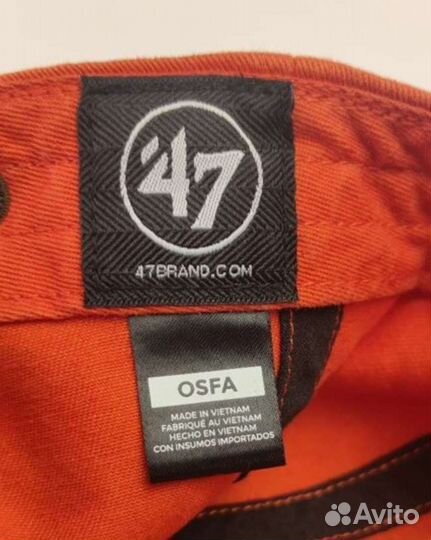 '47
47BRAND.COM
OSFA
MADE IN VIETNAM
FABRIQUÉ AU VIETNAM
HECHO EN VIETNAM
CON INSUMOS IMPORTADOS
Avito